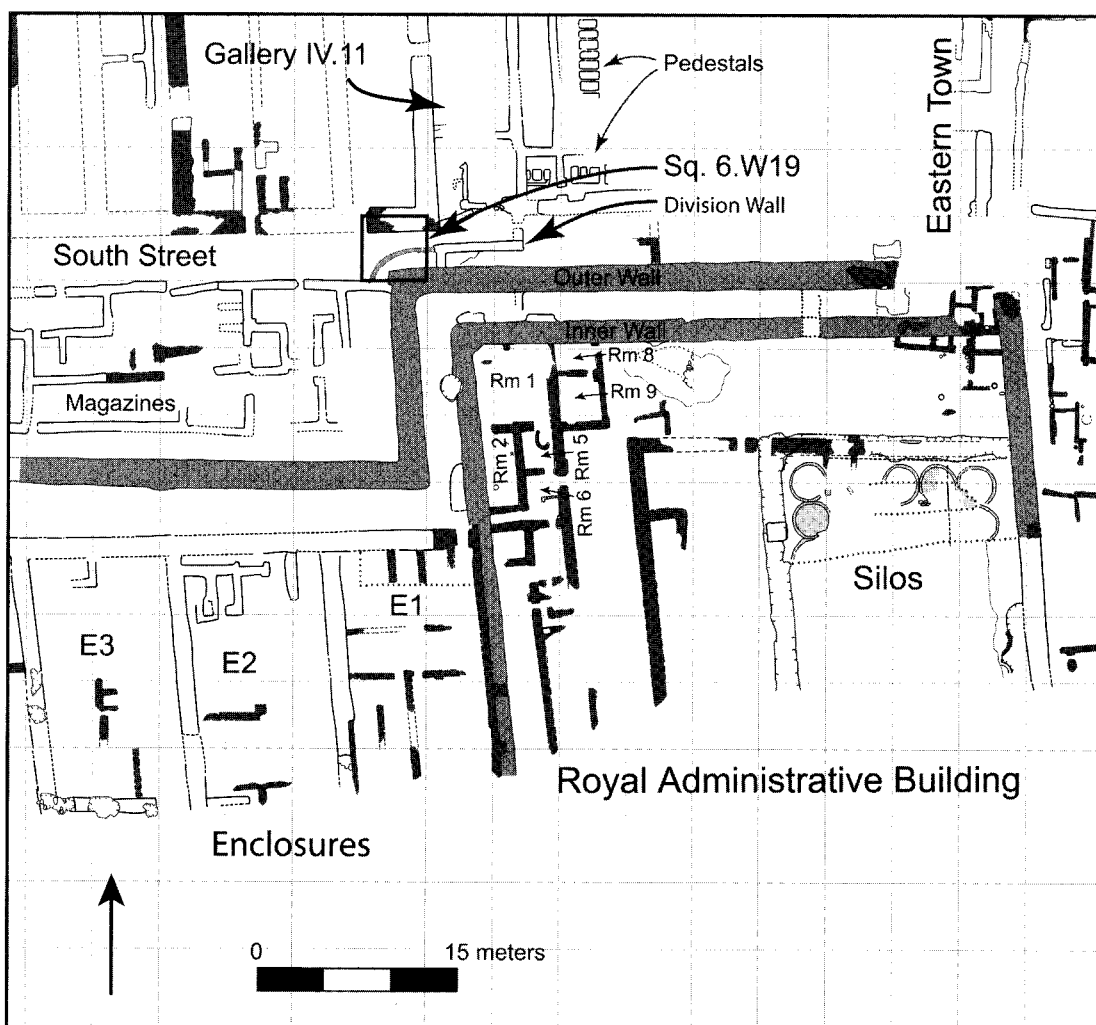 Gallery IV.11
Pedestals
Eastern Town
Sq. 6.W19
Division Wall
South Street
Outer Wall
Inner Wall
Rm 8
Rm 1
Rm 9
Magazines
Rm 2
Rm 5
Rm 6
Silos
E1
E3
E2
Royal Administrative Building
Enclosures
0
15 meters